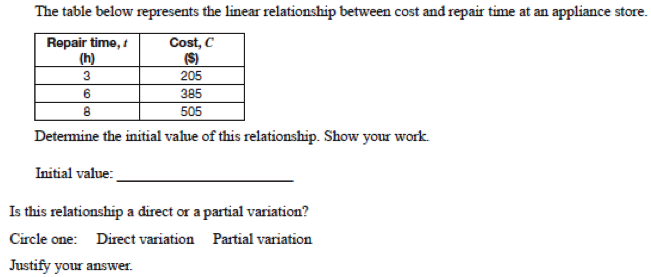 The table below represents the linear relationship between cost and repair time at an appliance store.
Repair time, t Cost, C
(h) ($)
3 205
6 385
8 505
Determine the initial value of this relationship. Show your work.
Initial value:
Is this relationship a direct or a partial variation?
Circle one: Direct variation Partial variation
Justify your answer.